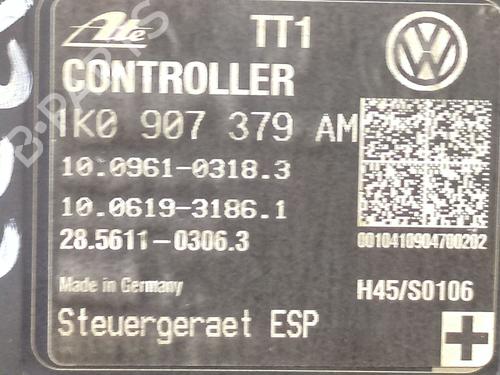 Ate TT1
CONTROLLER
1K0 907 379 AM
10.0961-0318.3
10.0619-3186.1
28.5611-0306.3
0010410904700202
Made in Germany
H45/S0106
Steuergeraet ESP
B-PARTS